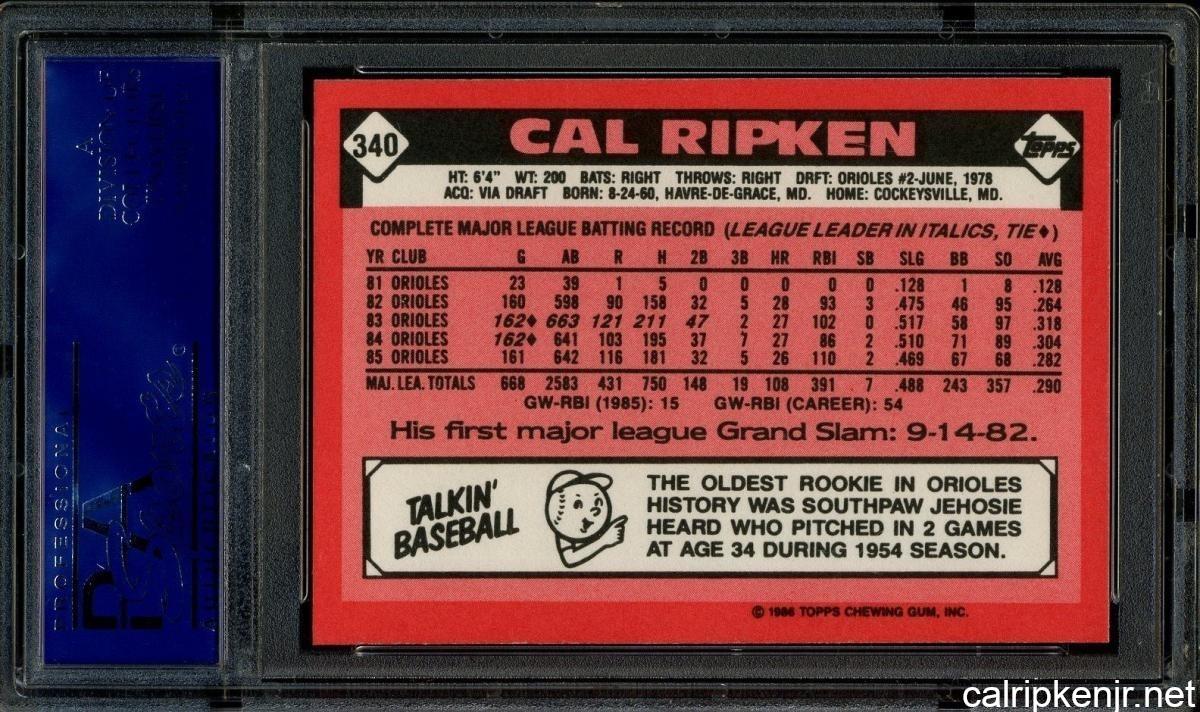 340
CAL RIPKEN
Topps
HT: 6'4" WT: 200 BATS: RIGHT THROWS: RIGHT DRFT: ORIOLES #2-JUNE, 1978
ACQ: VIA DRAFT BORN: 8-24-60, HAVRE-DE-GRACE, MD. HOME: COCKEYSVILLE, MD.
COMPLETE MAJOR LEAGUE BATTING RECORD (LEAGUE LEADER IN ITALICS, TIE♦)
YR CLUB G AB R H 2B 3B HR RBI SB SLG BB SO AVG
81 ORIOLES 23 39 1 5 0 0 0 0 0 .128 1 8 .128
82 ORIOLES 160 598 90 158 32 5 28 93 3 .475 46 95 .264
83 ORIOLES 162♦ 663 121 211 47 2 27 102 0 .517 58 97 .318
84 ORIOLES 162♦ 641 103 195 37 7 27 86 2 .510 71 89 .304
85 ORIOLES 161 642 116 181 32 5 26 110 2 .469 67 68 .282
MAJ. LEA. TOTALS 668 2583 431 750 148 19 108 391 7 .488 243 357 .290
GW-RBI (1985): 15 GW-RBI (CAREER): 54
His first major league Grand Slam: 9-14-82.
TALKIN'
BASEBALL
THE OLDEST ROOKIE IN ORIOLES
HISTORY WAS SOUTHPAW JEHOSIE
HEARD WHO PITCHED IN 2 GAMES
AT AGE 34 DURING 1954 SEASON.
© 1986 TOPPS CHEWING GUM, INC.
A
DIVISION OF
PROFESSIONAL
PSA
calripkenjr.net